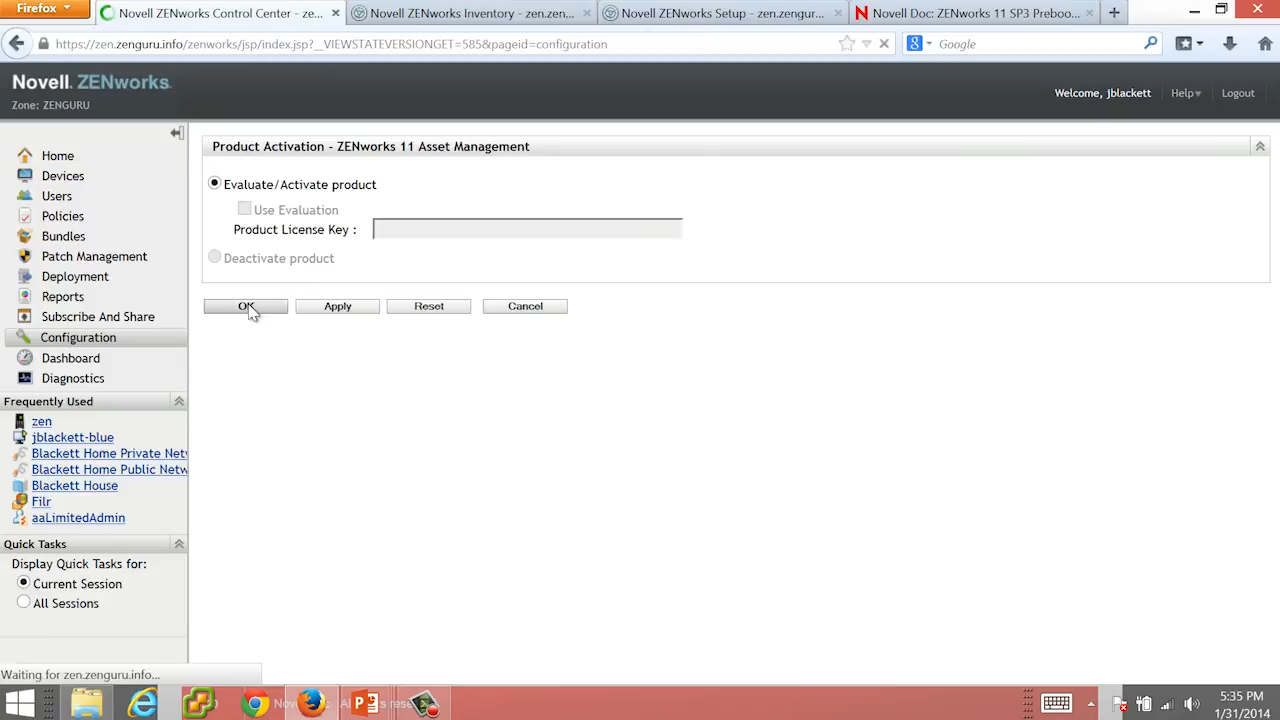 Firefox
Novell ZENworks Control Center - ze...
Novell ZENworks Inventory - zen.zen...
Novell ZENworks Setup - zen.zengur...
Novell Doc: ZENworks 11 SP3 Preboo...
https://zen.zenguru.info/zenworks/jsp/index.jsp?__VIEWSTATEVERSIONGET=585&pageid=configuration
Google
Novell. ZENworks.
Zone: ZENGURU
Welcome, jblackett
Help
Logout
Home
Devices
Users
Policies
Bundles
Patch Management
Deployment
Reports
Subscribe And Share
Configuration
Dashboard
Diagnostics
Frequently Used
zen
jblackett-blue
Blackett Home Private Netw
Blackett Home Public Netw
Blackett House
Filr
aaLimitedAdmin
Quick Tasks
Display Quick Tasks for:
Current Session
All Sessions
Product Activation - ZENworks 11 Asset Management
Evaluate/Activate product
Use Evaluation
Product License Key :
Deactivate product
OK
Apply
Reset
Cancel
Waiting for zen.zenguru.info...
5:35 PM
1/31/2014